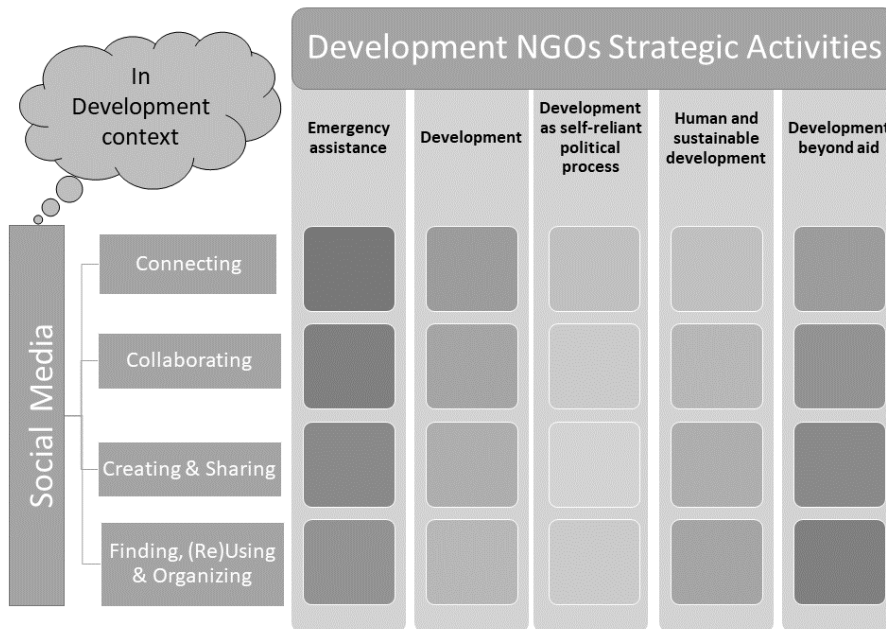 In
Development
context
Development NGOs Strategic Activities
Emergency
assistance
Development
Development
as self-reliant
political
process
Human and
sustainable
development
Development
beyond aid
Social Media
Connecting
Collaborating
Creating & Sharing
Finding, (Re)Using
& Organizing